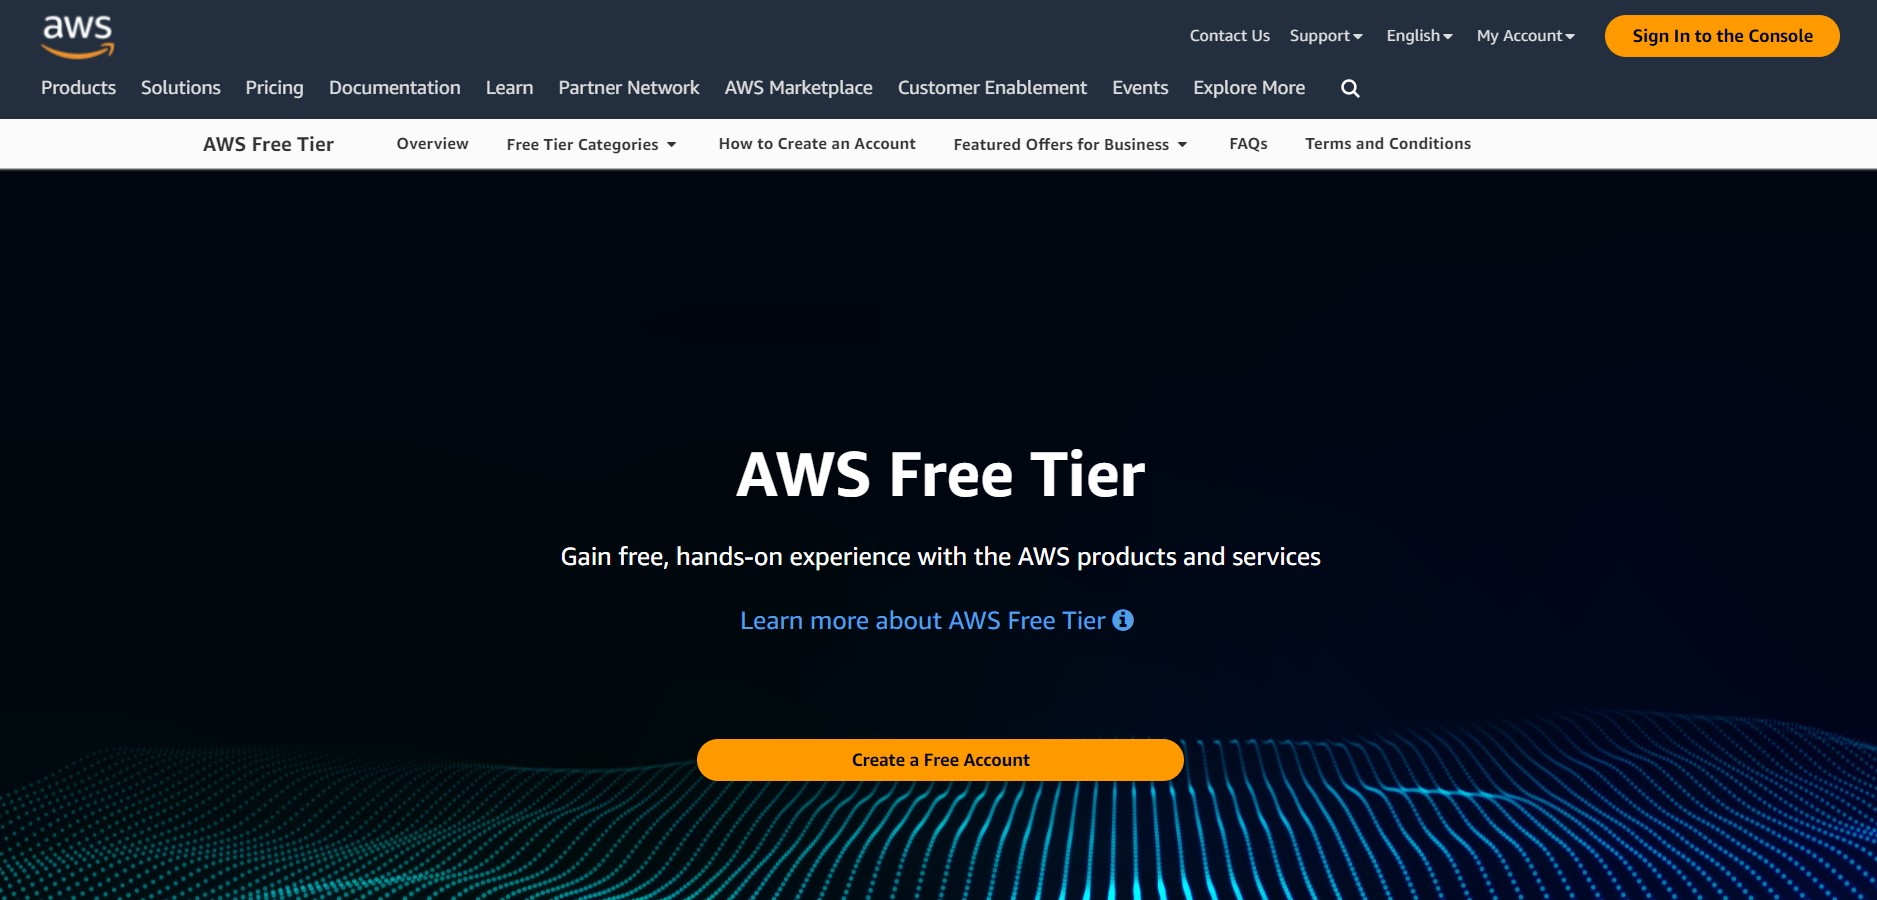 aws
Contact Us Support English My Account Sign In to the Console
Products Solutions Pricing Documentation Learn Partner Network AWS Marketplace Customer Enablement Events Explore More
AWS Free Tier Overview Free Tier Categories How to Create an Account Featured Offers for Business FAQs Terms and Conditions
AWS Free Tier
Gain free, hands-on experience with the AWS products and services
Learn more about AWS Free Tier
Create a Free Account